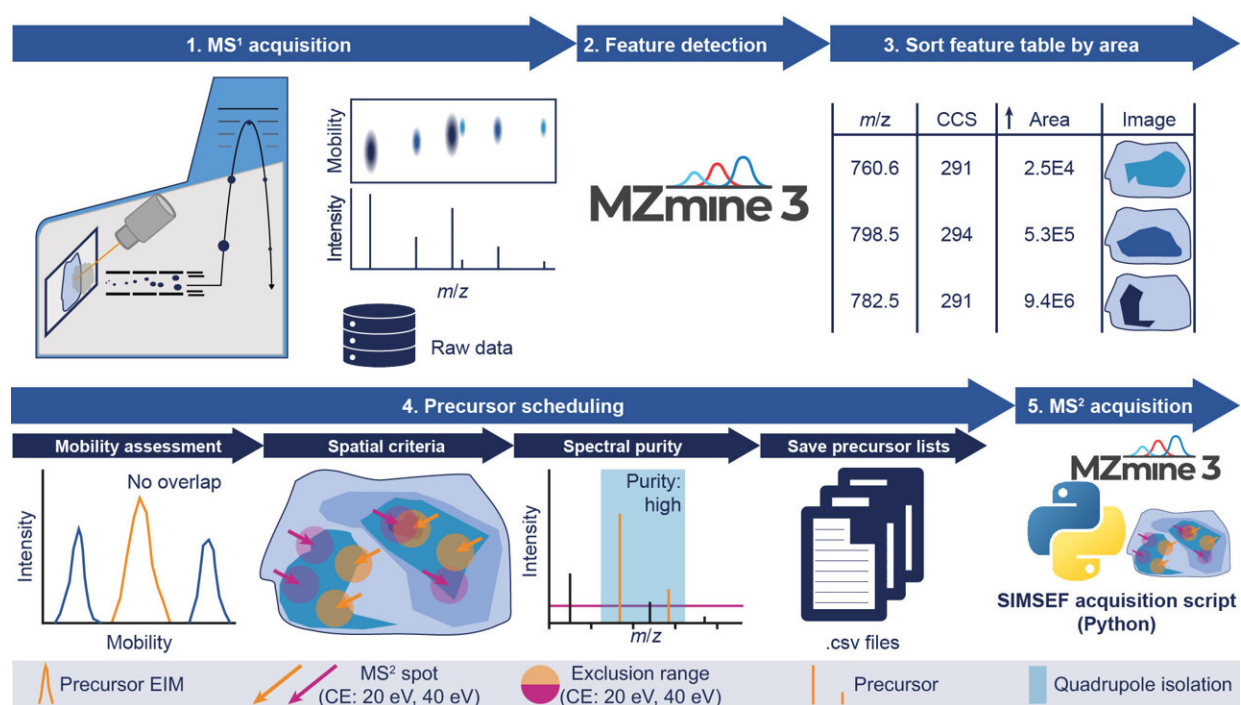 1. MS¹ acquisition
2. Feature detection
3. Sort feature table by area
Mobility
Intensity
m/z
Raw data
MZmine 3
m/z CCS ↑ Area Image
760.6 291 2.5E4
798.5 294 5.3E5
782.5 291 9.4E6
4. Precursor scheduling
5. MS² acquisition
Mobility assessment
Spatial criteria
Spectral purity
Save precursor lists
No overlap
Intensity
Mobility
Purity:
high
Intensity
m/z
.csv files
MZmine 3
SIMSEF acquisition script
(Python)
Precursor EIM
MS² spot
(CE: 20 eV, 40 eV)
Exclusion range
(CE: 20 eV, 40 eV)
Precursor
Quadrupole isolation